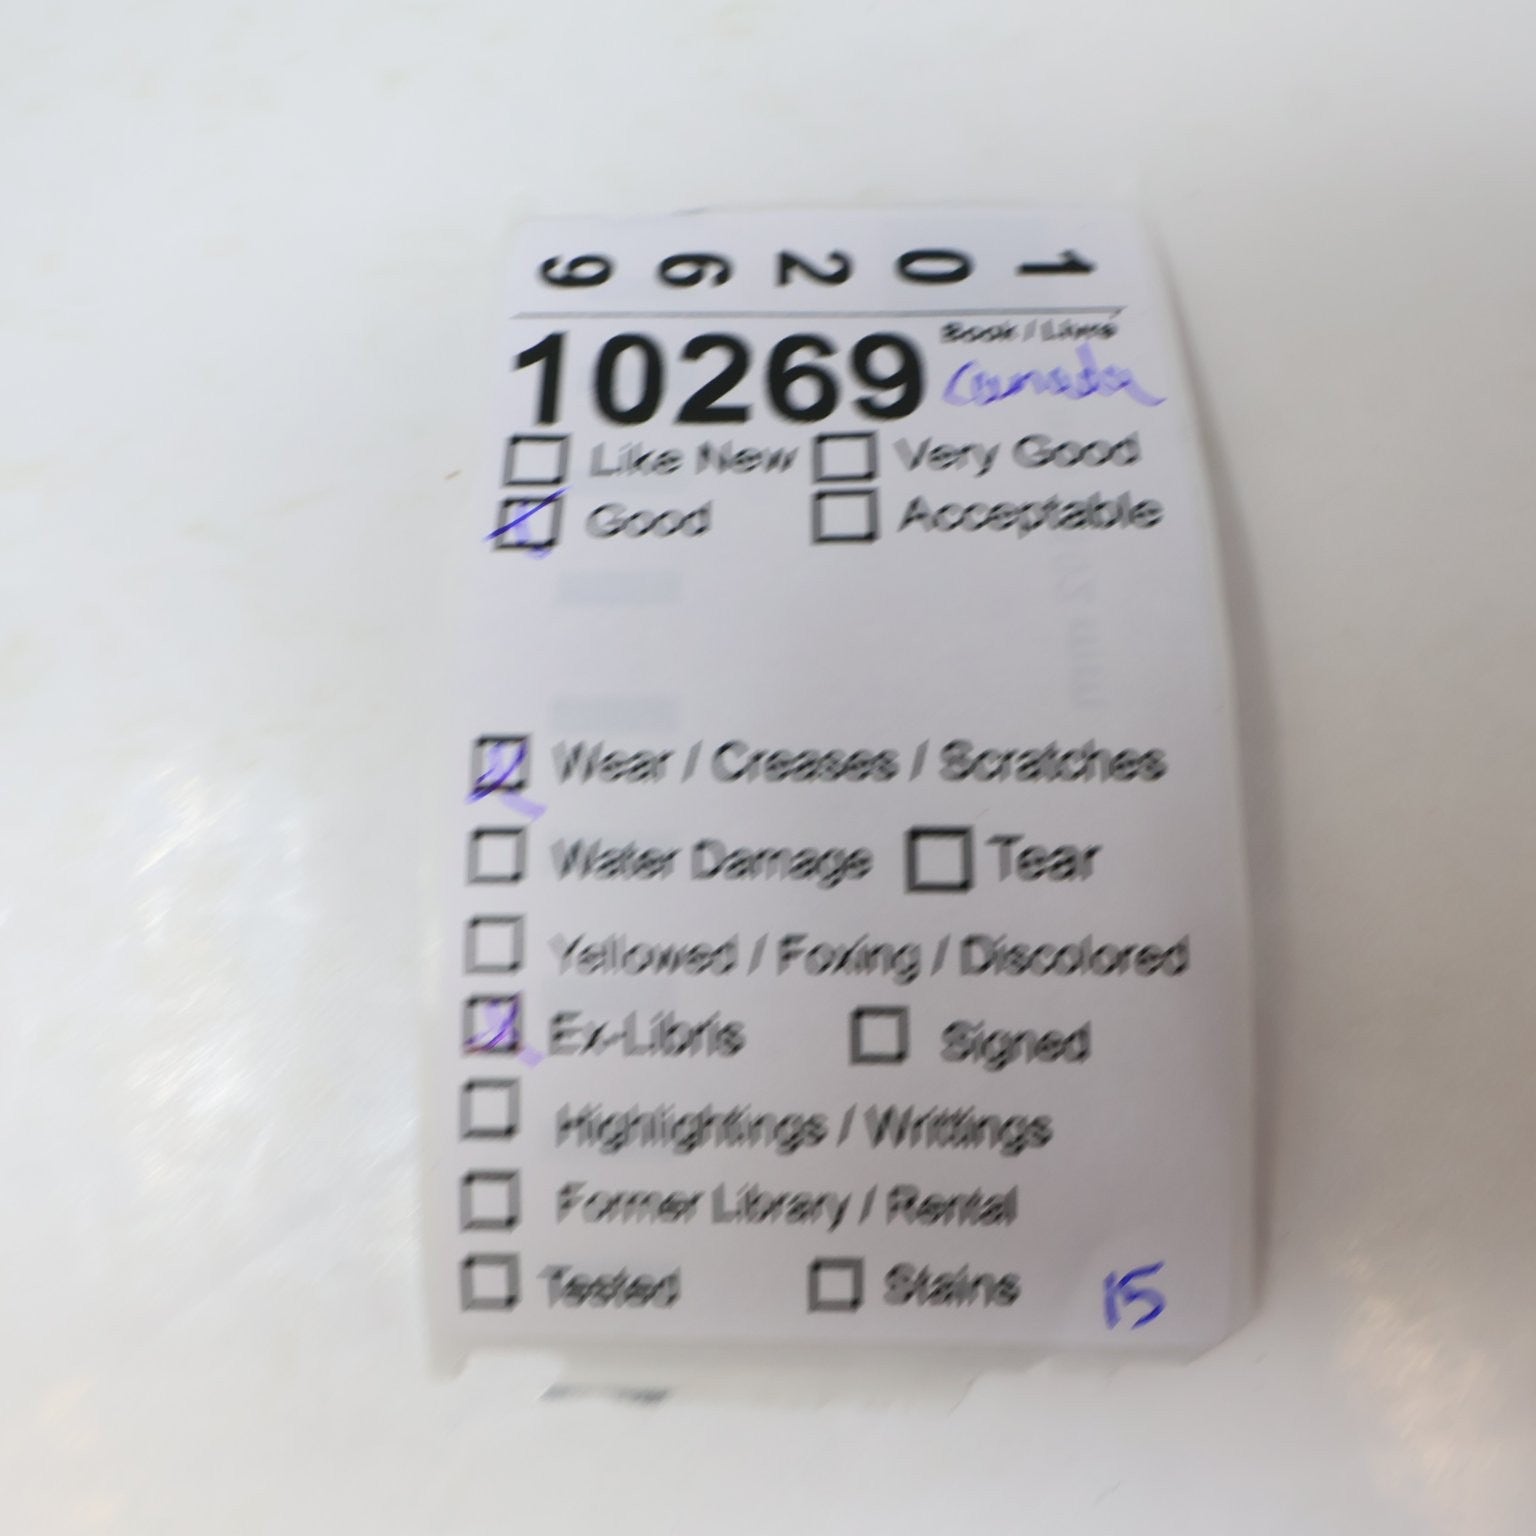 10269
10269 Book / Livre
Canada
Like New Very Good
Good Acceptable
Wear / Creases / Scratches
Water Damage Tear
Yellowed / Foxing / Discolored
Ex-Libris Signed
Highlightings / Writtings
Former Library / Rental
Tested Stains 15